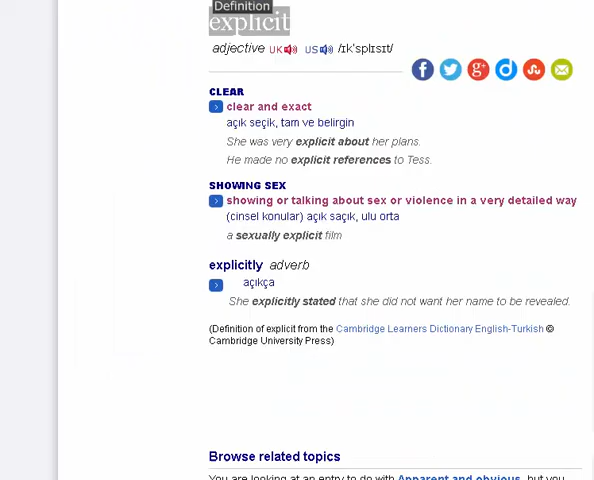 Definition
explicit
adjective UK US /ɪkˈsplɪsɪt/
CLEAR
clear and exact
açık seçik, tam ve belirgin
She was very explicit about her plans.
He made no explicit references to Tess.
SHOWING SEX
showing or talking about sex or violence in a very detailed way
(cinsel konular) açık saçık, ulu orta
a sexually explicit film
explicitly adverb
açıkça
She explicitly stated that she did not want her name to be revealed.
(Definition of explicit from the Cambridge Learners Dictionary English-Turkish ©
Cambridge University Press)
Browse related topics
You are looking at an entry to do with Apparent and obvious, but you